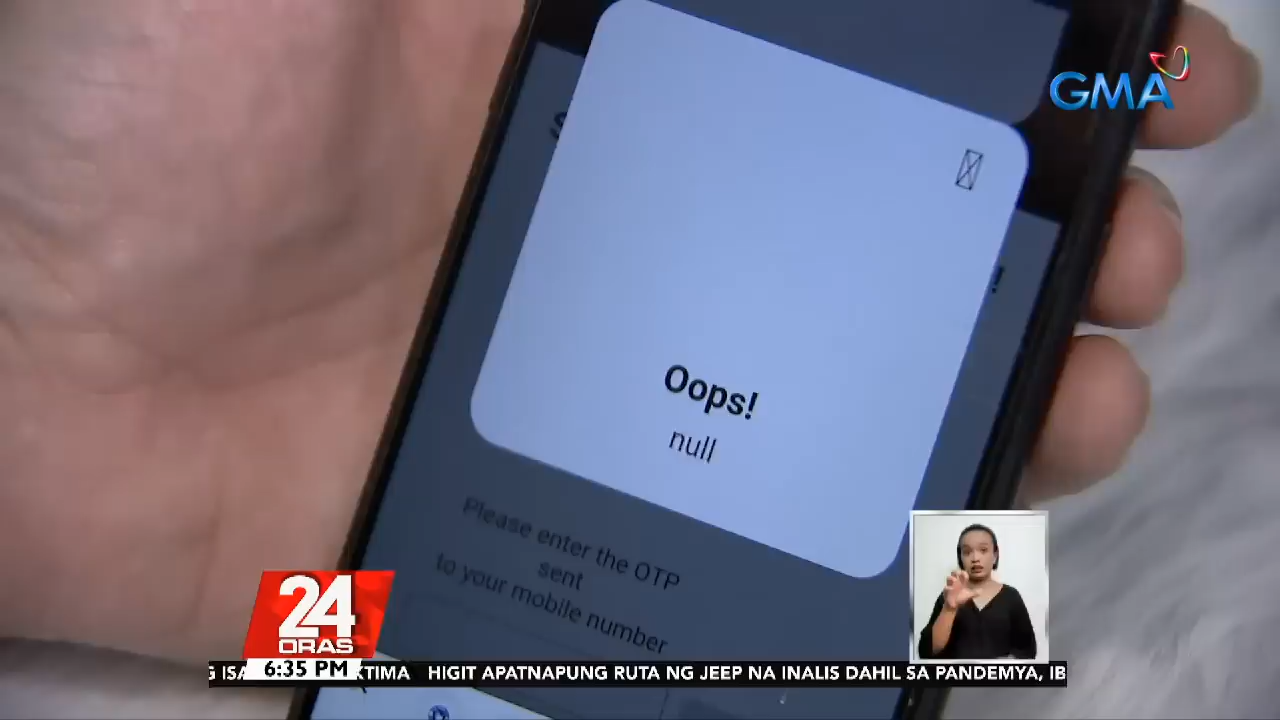 GMA
Oops!
null
Please enter the OTP
sent
to your mobile number
24
ORAS
6:35 PM
HIGIT APATNAPUNG RUTA NG JEEP NA INALIS DAHIL SA PANDEMYA, IB